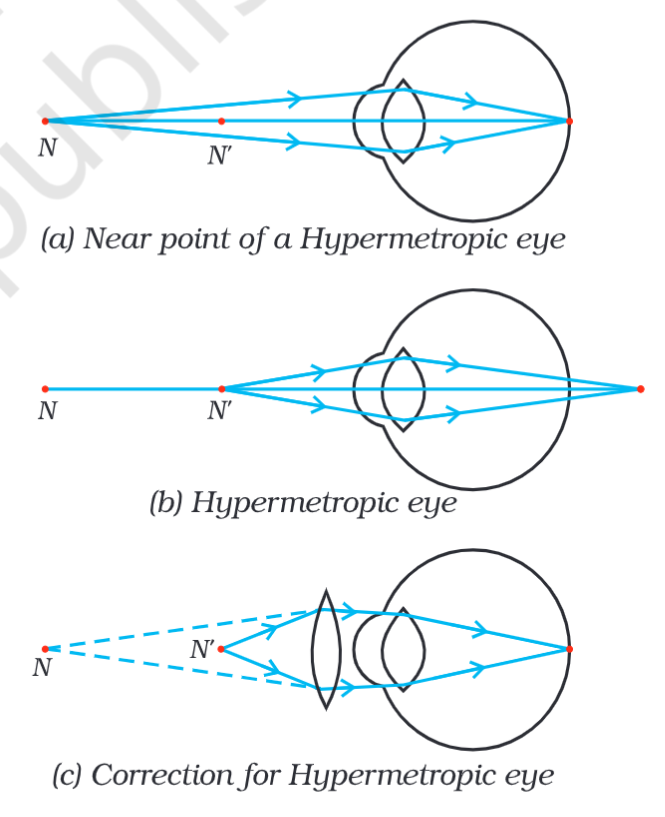 N
N'
(a) Near point of a Hypermetropic eye
N
N'
(b) Hypermetropic eye
N'
N
(c) Correction for Hypermetropic eye